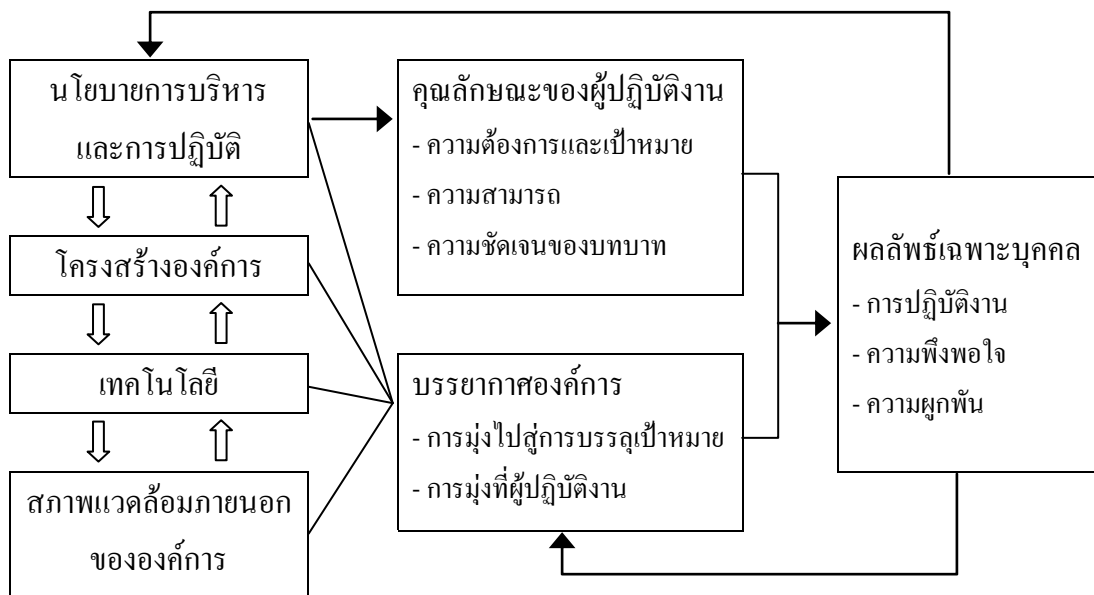 นโยบายการบริหาร
และการปฏิบัติ
โครงสร้างองค์การ
เทคโนโลยี
สภาพแวดล้อมภายนอก
ขององค์การ
คุณลักษณะของผู้ปฏิบัติงาน
- ความต้องการและเป้าหมาย
- ความสามารถ
- ความชัดเจนของบทบาท
บรรยากาศองค์การ
- การมุ่งไปสู่การบรรลุเป้าหมาย
- การมุ่งที่ผู้ปฏิบัติงาน
ผลลัพธ์เฉพาะบุคคล
- การปฏิบัติงาน
- ความพึงพอใจ
- ความผูกพัน